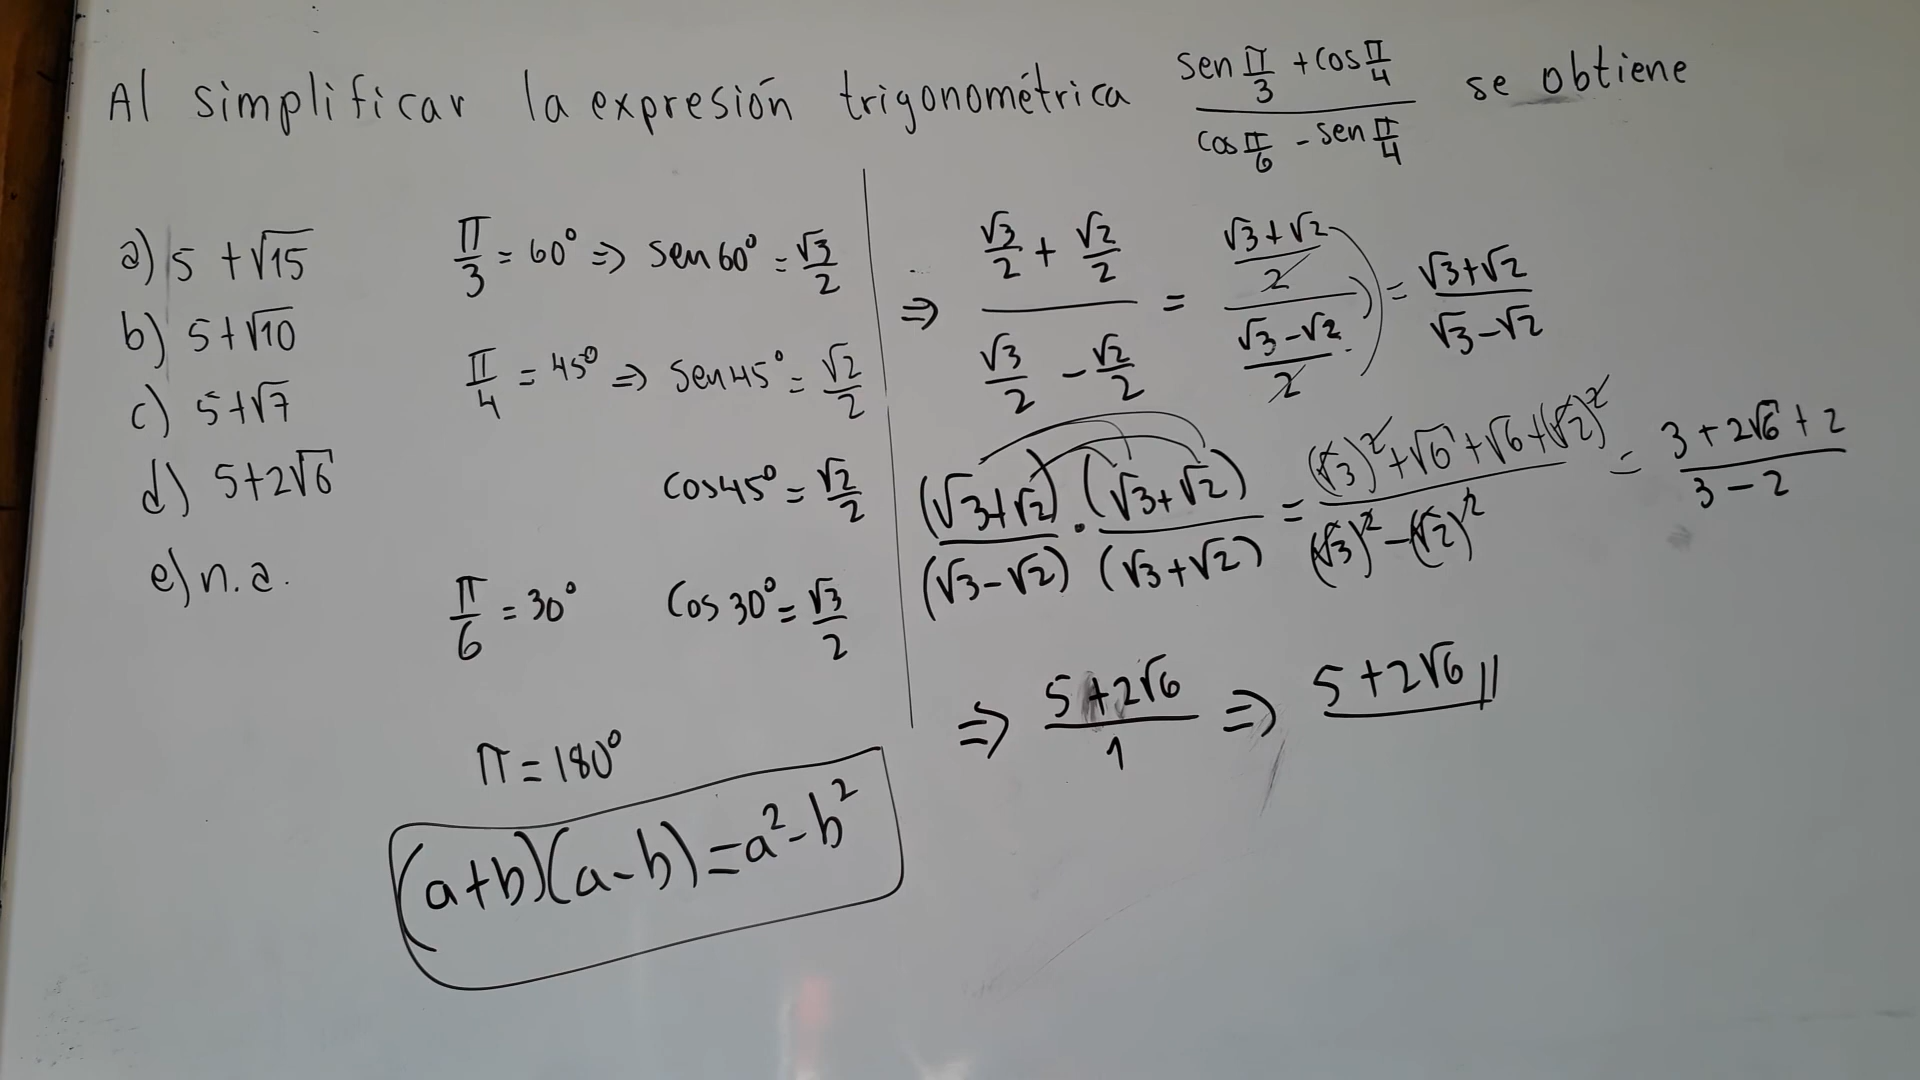 Al simplificar la expresión trigonométrica (sen π/3 + cos π/4)/(cos π/6 - sen π/4) se obtiene
a) 5 + √15
b) 5 + √10
c) 5 + √7
d) 5 + 2√6
e) n.a.
π/3 = 60° => sen 60° = √3/2
π/4 = 45° => sen 45° = √2/2
cos 45° = √2/2
π/6 = 30° cos 30° = √3/2
π = 180°
(a+b)(a-b) = a² - b²
=> (√3/2 + √2/2)/(√3/2 - √2/2) = ((√3+√2)/2)/((√3-√2)/2) = (√3+√2)/(√3-√2)
(√3+√2)/(√3-√2) · (√3+√2)/(√3+√2) = ((√3)² + √6 + √6 + (√2)²)/((√3)² - (√2)²) = (3 + 2√6 + 2)/(3 - 2)
=> (5 + 2√6)/1 => 5 + 2√6 //